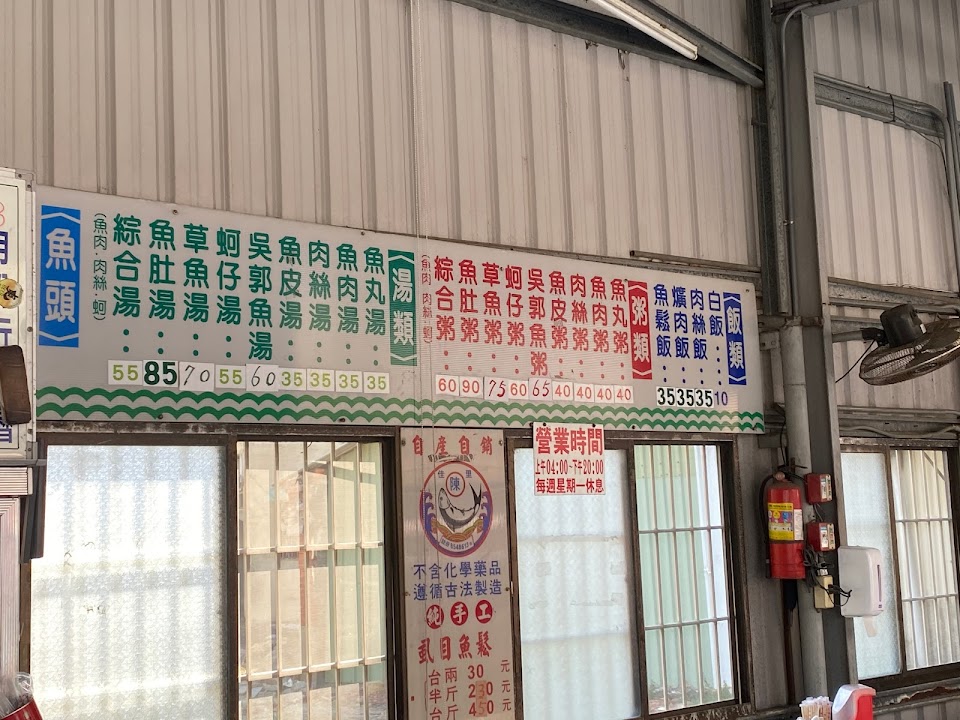 《飯類》
白飯：10
肉絲飯：35
爌肉飯：35
魚鬆飯：35
《粥類》
魚丸粥：40
魚肉粥：40
肉絲粥：40
魚皮粥：40
吳郭魚粥 65
蚵仔粥：60
草魚粥：75
魚肚粥：90
綜合粥：60
(魚肉·肉絲·蚵)
《湯類》
魚丸湯：35
魚肉湯：35
肉絲湯：35
魚皮湯：35
吳郭魚湯 60
蚵仔湯：55
草魚湯：70
魚肚湯：85
綜合湯：55
(魚肉·肉絲·蚵)
《魚頭》
營業時間
上午04:00~下午20:00
每週星期一休息
自產自銷
佳里
陳
不含化學藥品
遵循古法製造
純手工
虱目魚鬆
台兩 30 元
半斤 230 元
台斤 450 元